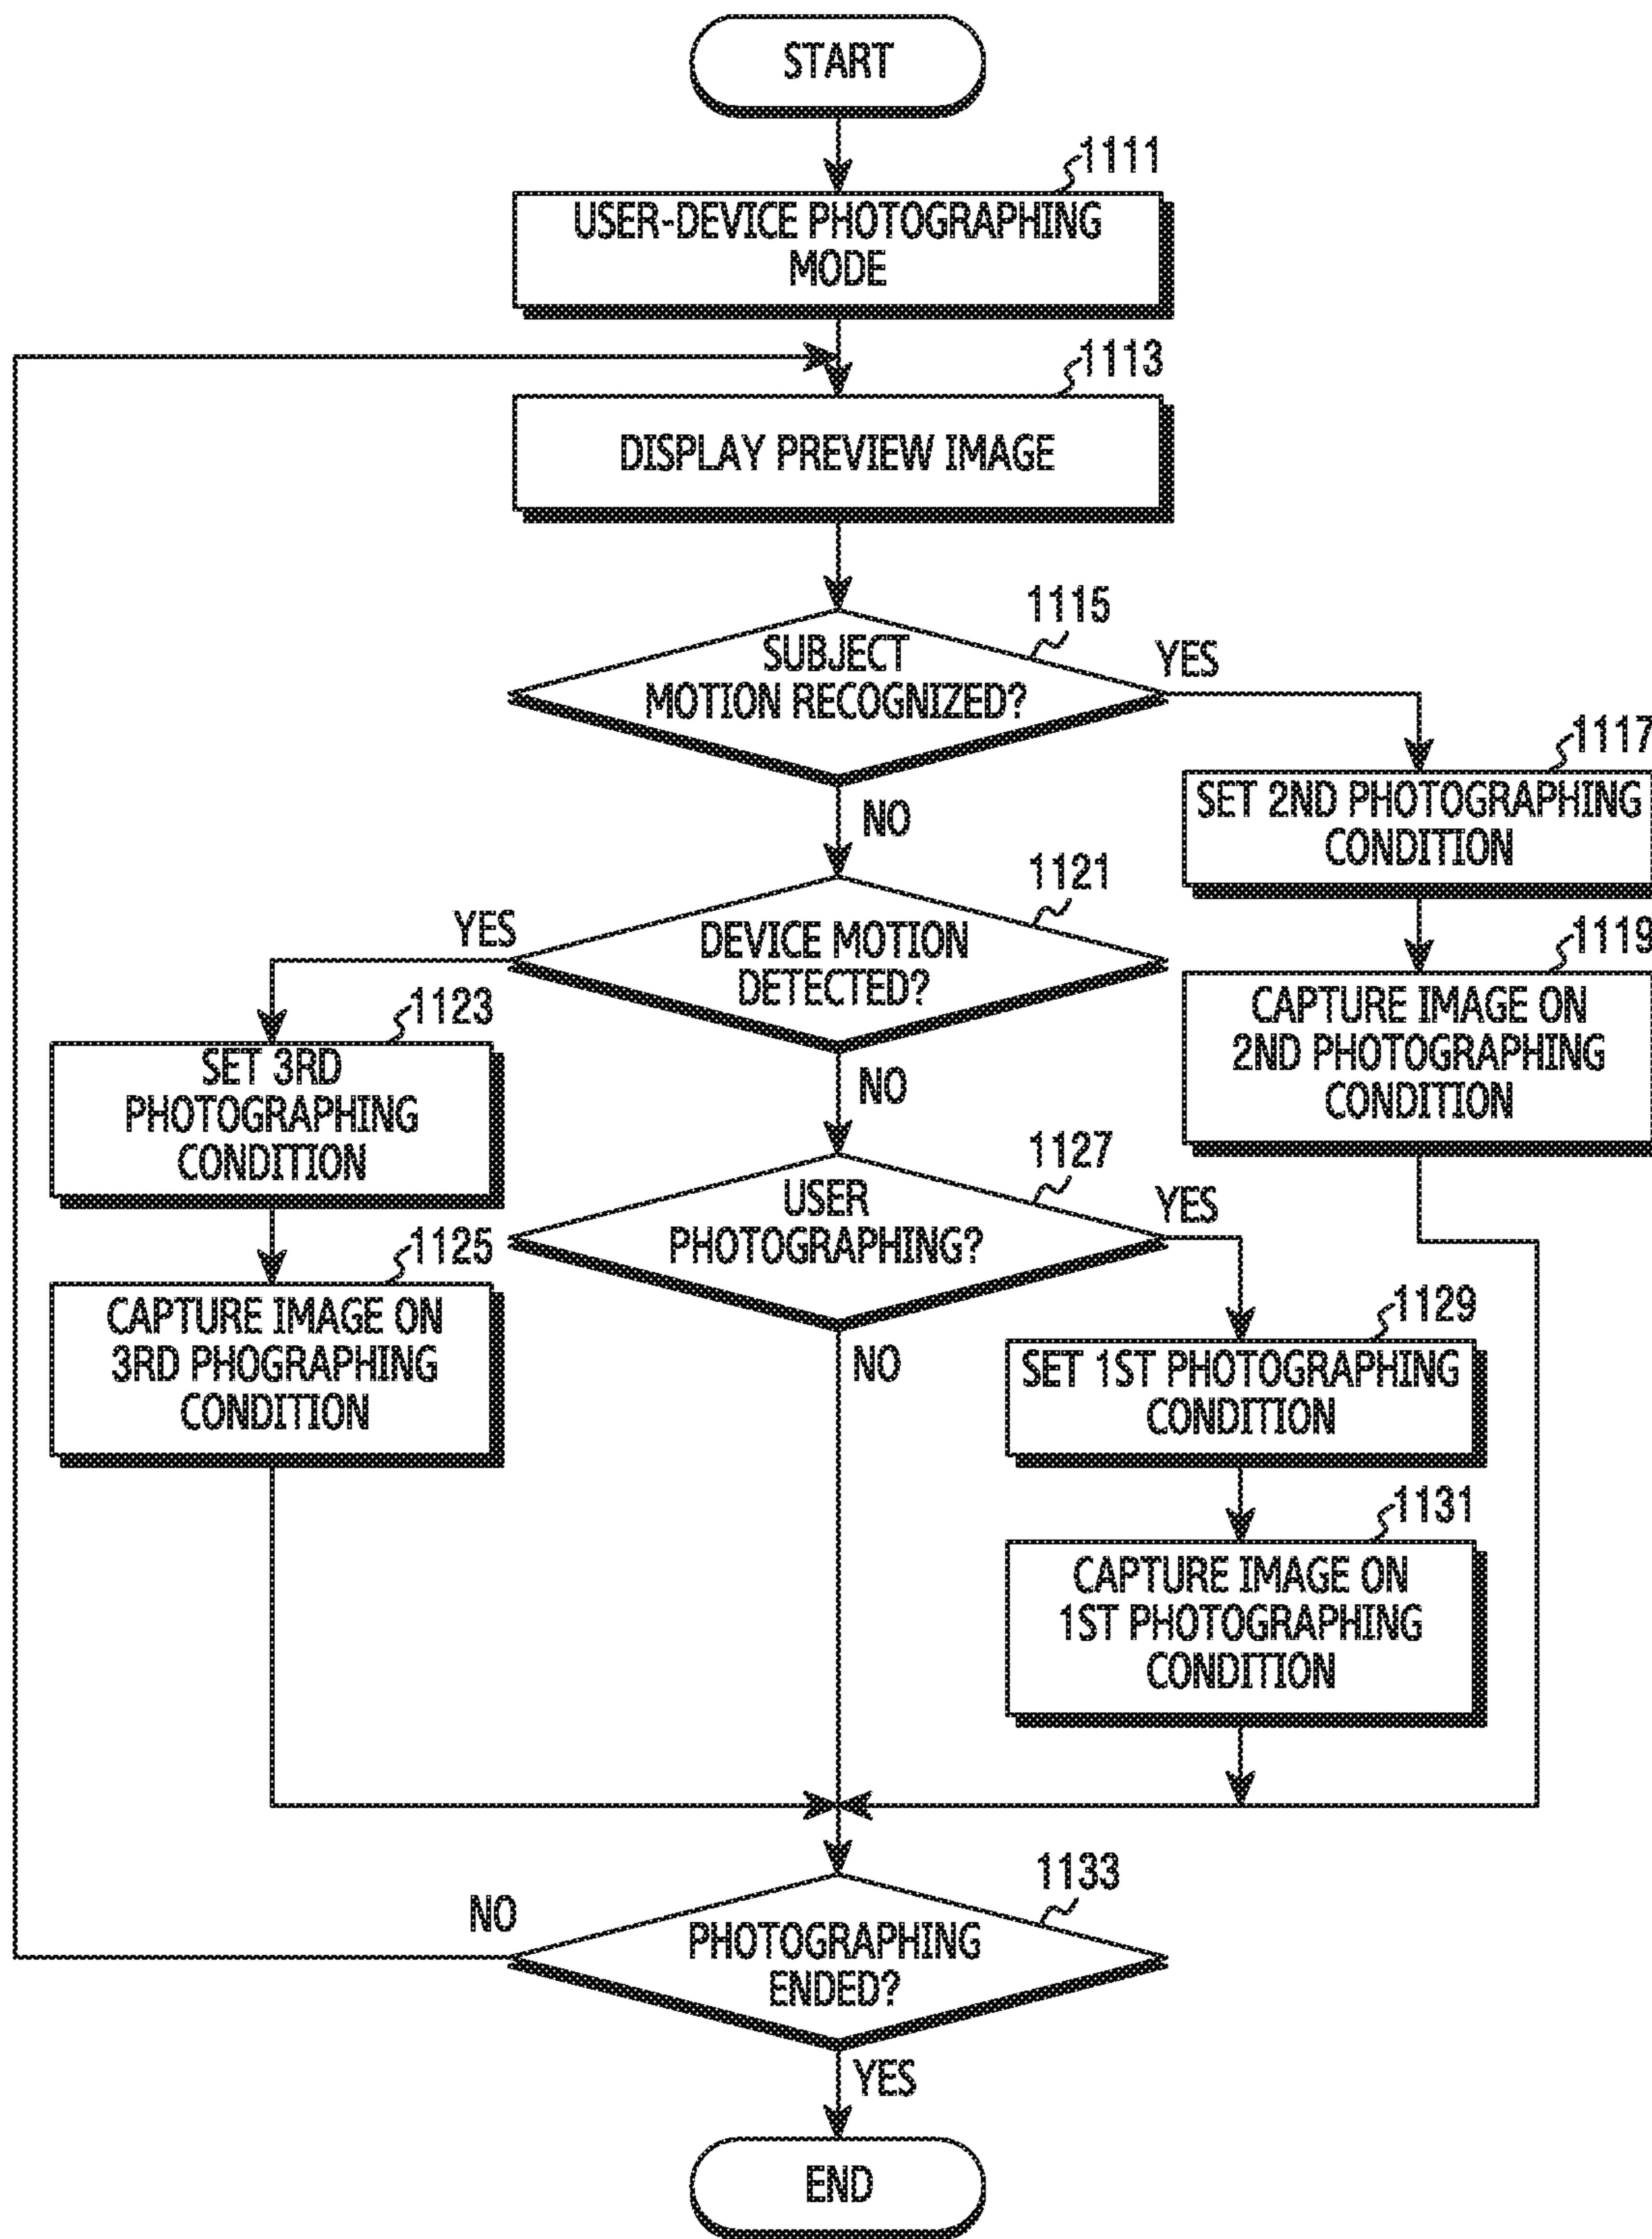 START
1111
USER-DEVICE PHOTOGRAPHING
MODE
1113
DISPLAY PREVIEW IMAGE
1115
SUBJECT
MOTION RECOGNIZED?
YES
NO
1117
SET 2ND PHOTOGRAPHING
CONDITION
1119
CAPTURE IMAGE ON
2ND PHOTOGRAPHING
CONDITION
1121
DEVICE MOTION
DETECTED?
YES
NO
1123
SET 3RD
PHOTOGRAPHING
CONDITION
1125
CAPTURE IMAGE ON
3RD PHOGRAPHING
CONDITION
1127
USER
PHOTOGRAPHING?
YES
NO
1129
SET 1ST PHOTOGRAPHING
CONDITION
1131
CAPTURE IMAGE ON
1ST PHOTOGRAPHING
CONDITION
1133
PHOTOGRAPHING
ENDED?
NO
YES
END